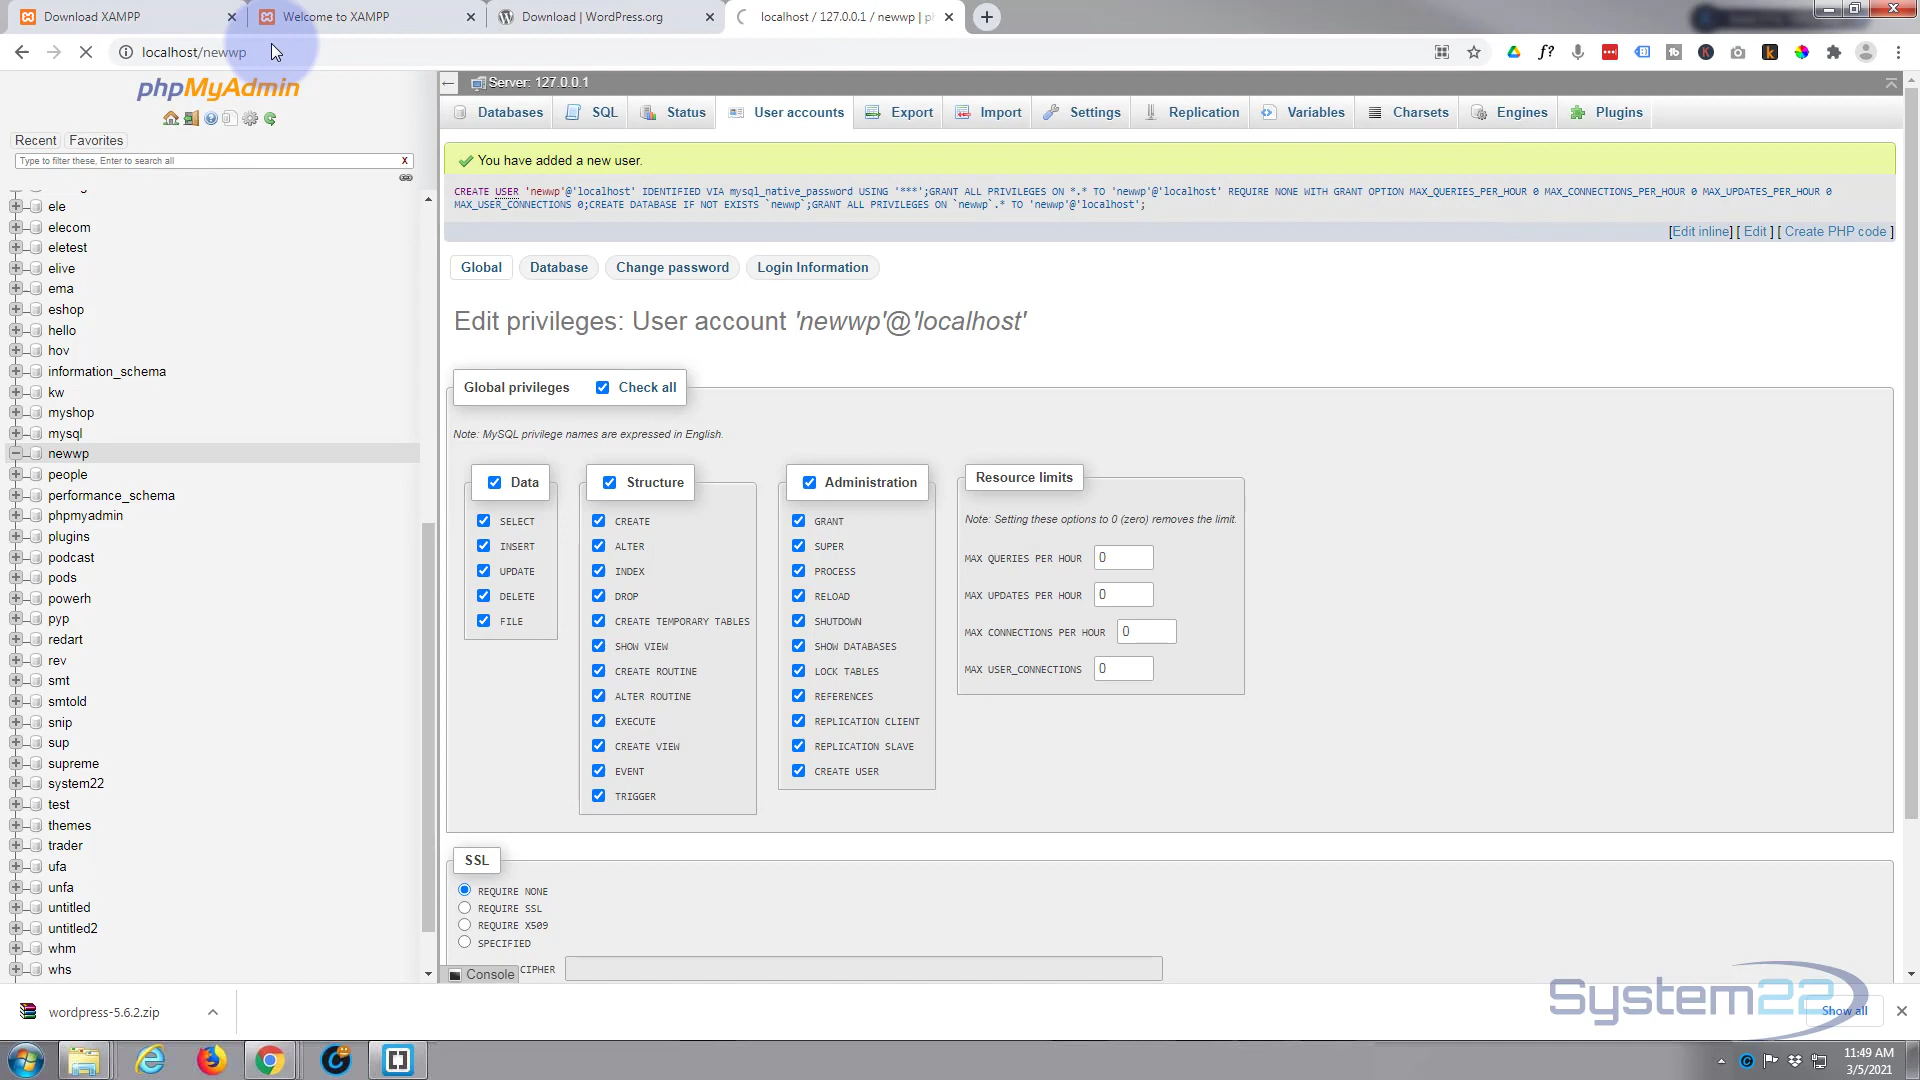 Download XAMPP
Welcome to XAMPP
Download | WordPress.org
localhost / 127.0.0.1 / newwp | p
localhost/newwp
phpMyAdmin
Recent
Favorites
Type to filter these, Enter to search all
X
ele
elecom
eletest
elive
ema
eshop
hello
hov
information_schema
kw
myshop
mysql
newwp
people
performance_schema
phpmyadmin
plugins
podcast
pods
powerh
pyp
redart
rev
smt
smtold
snip
sup
supreme
system22
test
themes
trader
ufa
unfa
untitled
untitled2
whm
whs
Server: 127.0.0.1
Databases
SQL
Status
User accounts
Export
Import
Settings
Replication
Variables
Charsets
Engines
Plugins
You have added a new user.
CREATE USER 'newwp'@'localhost' IDENTIFIED VIA mysql_native_password USING '***';GRANT ALL PRIVILEGES ON *.* TO 'newwp'@'localhost' REQUIRE NONE WITH GRANT OPTION MAX_QUERIES_PER_HOUR 0 MAX_CONNECTIONS_PER_HOUR 0 MAX_UPDATES_PER_HOUR 0
MAX_USER_CONNECTIONS 0;CREATE DATABASE IF NOT EXISTS `newwp`;GRANT ALL PRIVILEGES ON `newwp`.* TO 'newwp'@'localhost';
[Edit inline] [ Edit ] [ Create PHP code ]
Global
Database
Change password
Login Information
Edit privileges: User account 'newwp'@'localhost'
Global privileges
Check all
Note: MySQL privilege names are expressed in English.
Data
SELECT
INSERT
UPDATE
DELETE
FILE
Structure
CREATE
ALTER
INDEX
DROP
CREATE TEMPORARY TABLES
SHOW VIEW
CREATE ROUTINE
ALTER ROUTINE
EXECUTE
CREATE VIEW
EVENT
TRIGGER
Administration
GRANT
SUPER
PROCESS
RELOAD
SHUTDOWN
SHOW DATABASES
LOCK TABLES
REFERENCES
REPLICATION CLIENT
REPLICATION SLAVE
CREATE USER
Resource limits
Note: Setting these options to 0 (zero) removes the limit.
MAX QUERIES PER HOUR 0
MAX UPDATES PER HOUR 0
MAX CONNECTIONS PER HOUR 0
MAX USER_CONNECTIONS 0
SSL
REQUIRE NONE
REQUIRE SSL
REQUIRE X509
SPECIFIED
Console
CIPHER
wordpress-5.6.2.zip
System22
Show all
11:49 AM
3/5/2021